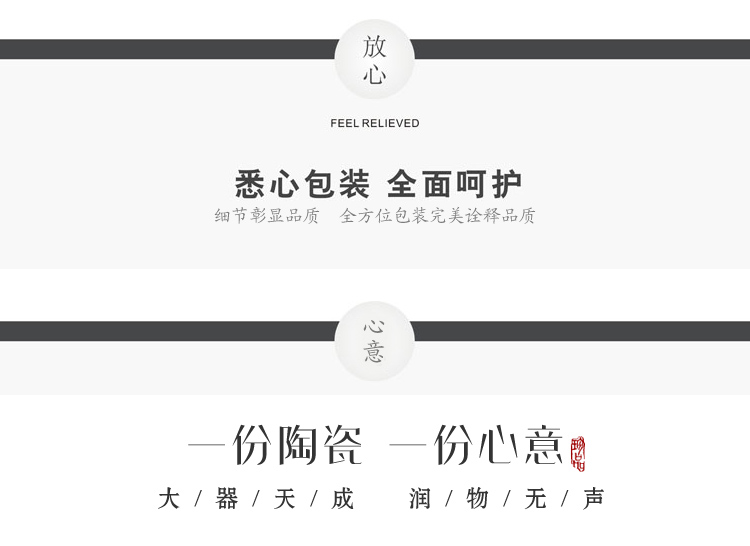 放
心
FEEL RELIEVED
悉心包装 全面呵护
细节彰显品质 全方位包装完美诠释品质
心
意
一份陶瓷 一份心意
大/器/天/成 润/物/无/声